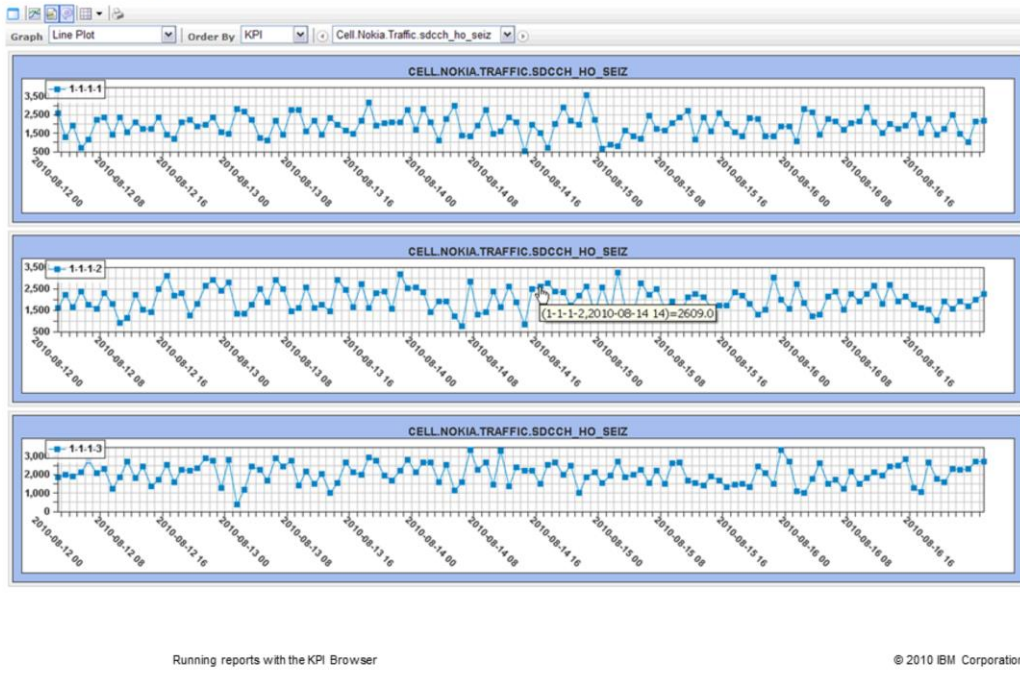 Graph Line Plot Order By KPI Cell.Nokia.Traffic.sdcch_ho_seiz
CELL.NOKIA.TRAFFIC.SDCCH_HO_SEIZ
1-1-1-1
3,500
2,500
1,500
500
2010-08-12 00 2010-08-12 08 2010-08-12 16 2010-08-13 00 2010-08-13 08 2010-08-13 16 2010-08-14 00 2010-08-14 08 2010-08-14 16 2010-08-15 00 2010-08-15 08 2010-08-15 16 2010-08-16 00 2010-08-16 08 2010-08-16 16
CELL.NOKIA.TRAFFIC.SDCCH_HO_SEIZ
3,500 1-1-1-2
2,500
1,500
(1-1-1-2,2010-08-14 14)=2609.0
500
2010-08-12 00 2010-08-12 08 2010-08-12 16 2010-08-13 00 2010-08-13 08 2010-08-13 16 2010-08-14 00 2010-08-14 08 2010-08-14 16 2010-08-15 00 2010-08-15 08 2010-08-15 16 2010-08-16 00 2010-08-16 08 2010-08-16 16
CELL.NOKIA.TRAFFIC.SDCCH_HO_SEIZ
1-1-1-3
3,000
2,000
1,000
0
2010-08-12 00 2010-08-12 08 2010-08-12 16 2010-08-13 00 2010-08-13 08 2010-08-13 16 2010-08-14 00 2010-08-14 08 2010-08-14 16 2010-08-15 00 2010-08-15 08 2010-08-15 16 2010-08-16 00 2010-08-16 08 2010-08-16 16
Running reports with the KPI Browser © 2010 IBM Corporation